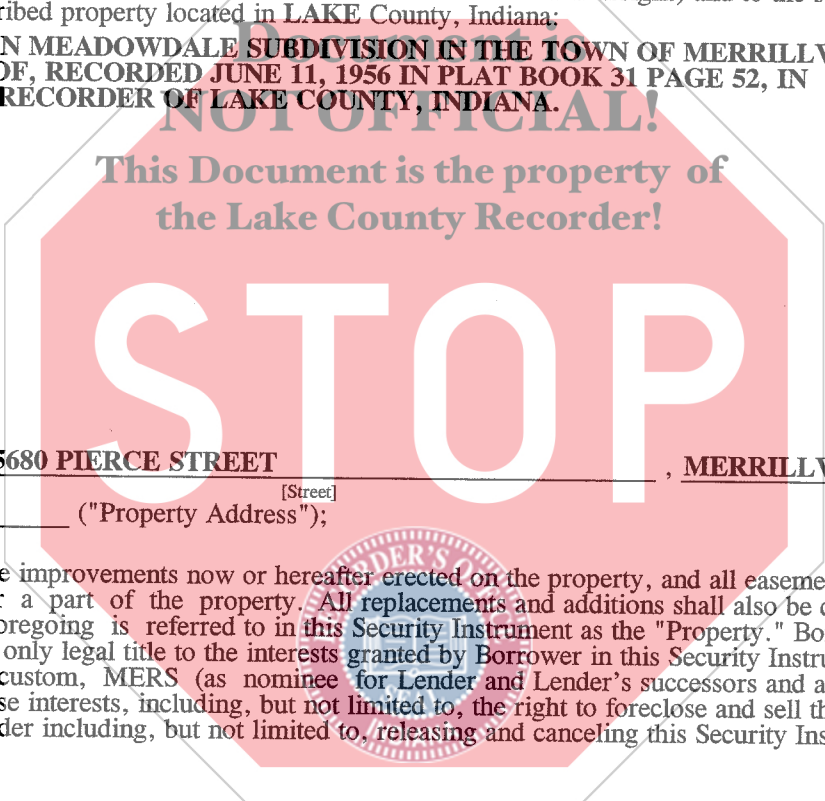 ribed property located in LAKE County, Indiana:
Document is
N MEADOWDALE SUBDIVISION IN THE TOWN OF MERRILLV
OF, RECORDED JUNE 11, 1956 IN PLAT BOOK 31 PAGE 52, IN
RECORDER OF LAKE COUNTY, INDIANA.
NOT OFFICIAL!
This Document is the property of
the Lake County Recorder!
STOP
5680 PIERCE STREET , MERRILLV
[Street]
("Property Address");
e improvements now or hereafter erected on the property, and all easeme
r a part of the property. All replacements and additions shall also be c
oregoing is referred to in this Security Instrument as the "Property." Bo
only legal title to the interests granted by Borrower in this Security Instru
custom, MERS (as nominee for Lender and Lender's successors and a
se interests, including, but not limited to, the right to foreclose and sell th
der including, but not limited to, releasing and canceling this Security Ins
SEAL
INDIANA